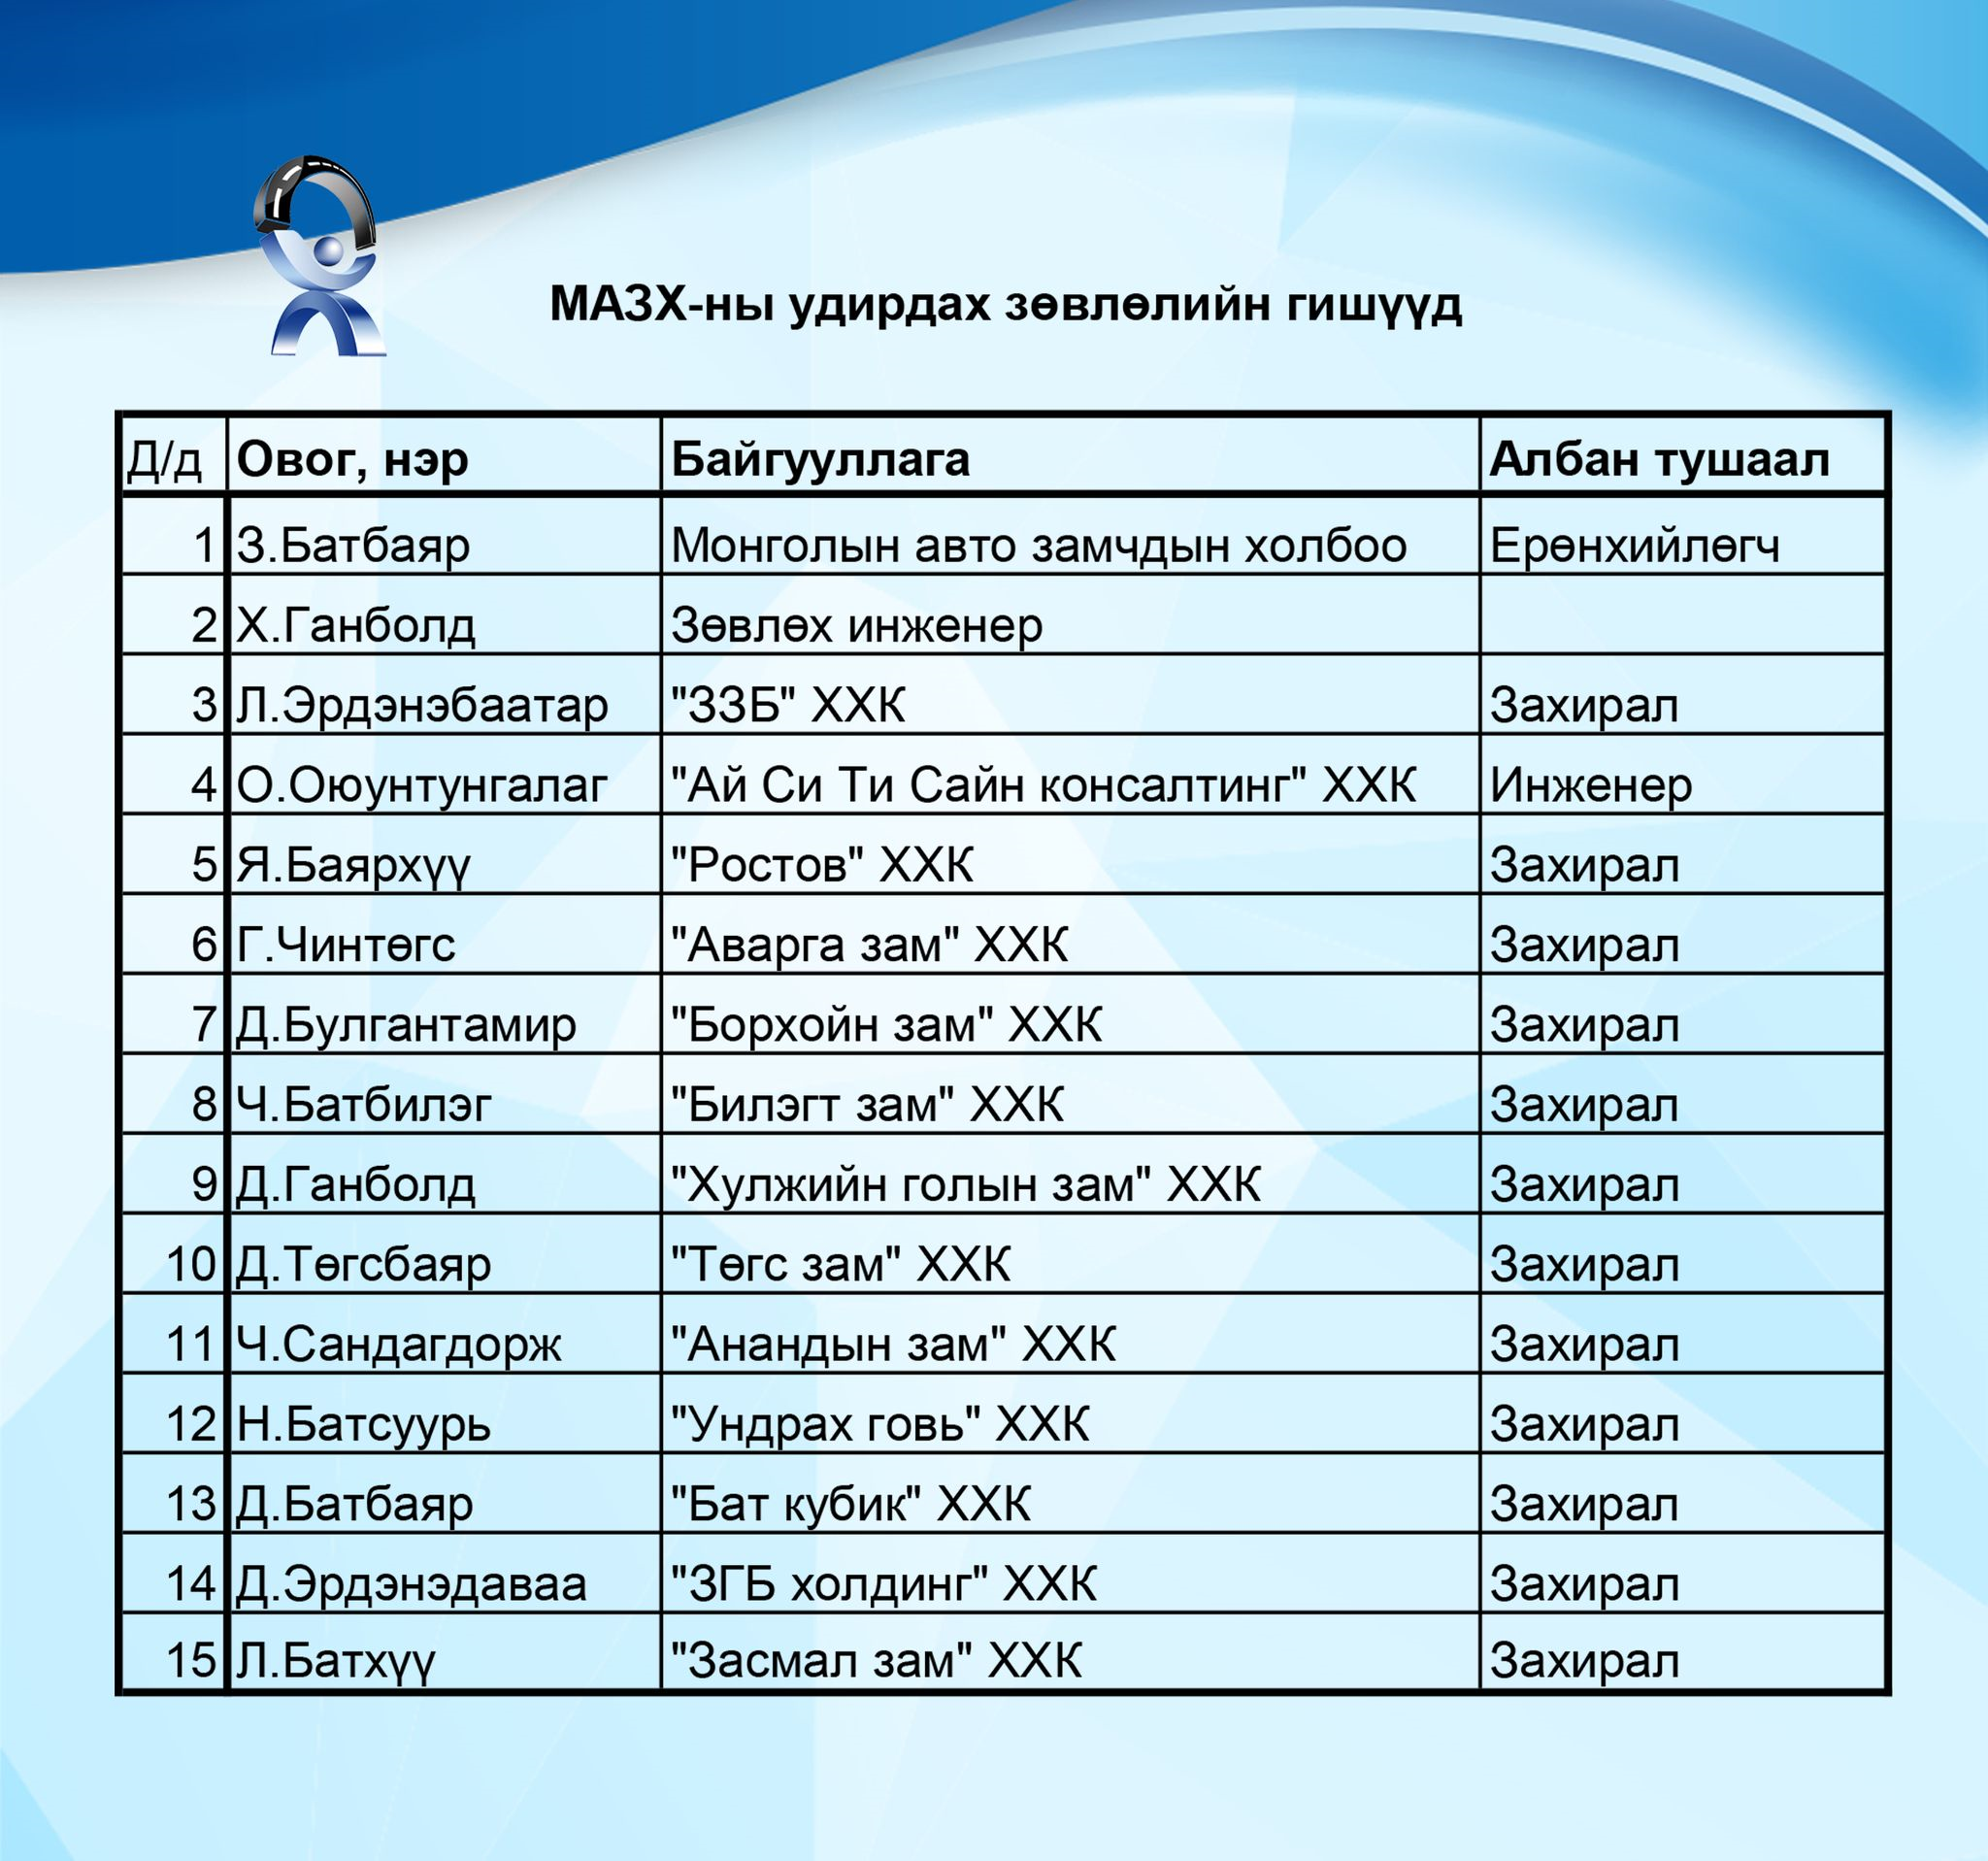 МАЗХ-ны удирдах зөвлөлийн гишүүд
Д/д Овог, нэр Байгууллага Албан тушаал
1 З.Батбаяр Монголын авто замчдын холбоо Ерөнхийлөгч
2 Х.Ганболд Зөвлөх инженер
3 Л.Эрдэнэбаатар "ЗЗБ" ХХК Захирал
4 О.Оюунтунгалаг "Ай Си Ти Сайн консалтинг" ХХК Инженер
5 Я.Баярхүү "Ростов" ХХК Захирал
6 Г.Чинтөгс "Аварга зам" ХХК Захирал
7 Д.Булгантамир "Борхойн зам" ХХК Захирал
8 Ч.Батбилэг "Билэгт зам" ХХК Захирал
9 Д.Ганболд "Хулжийн голын зам" ХХК Захирал
10 Д.Төгсбаяр "Төгс зам" ХХК Захирал
11 Ч.Сандагдорж "Анандын зам" ХХК Захирал
12 Н.Батсуурь "Ундрах говь" ХХК Захирал
13 Д.Батбаяр "Бат кубик" ХХК Захирал
14 Д.Эрдэнэдаваа "ЗГБ холдинг" ХХК Захирал
15 Л.Батхүү "Засмал зам" ХХК Захирал